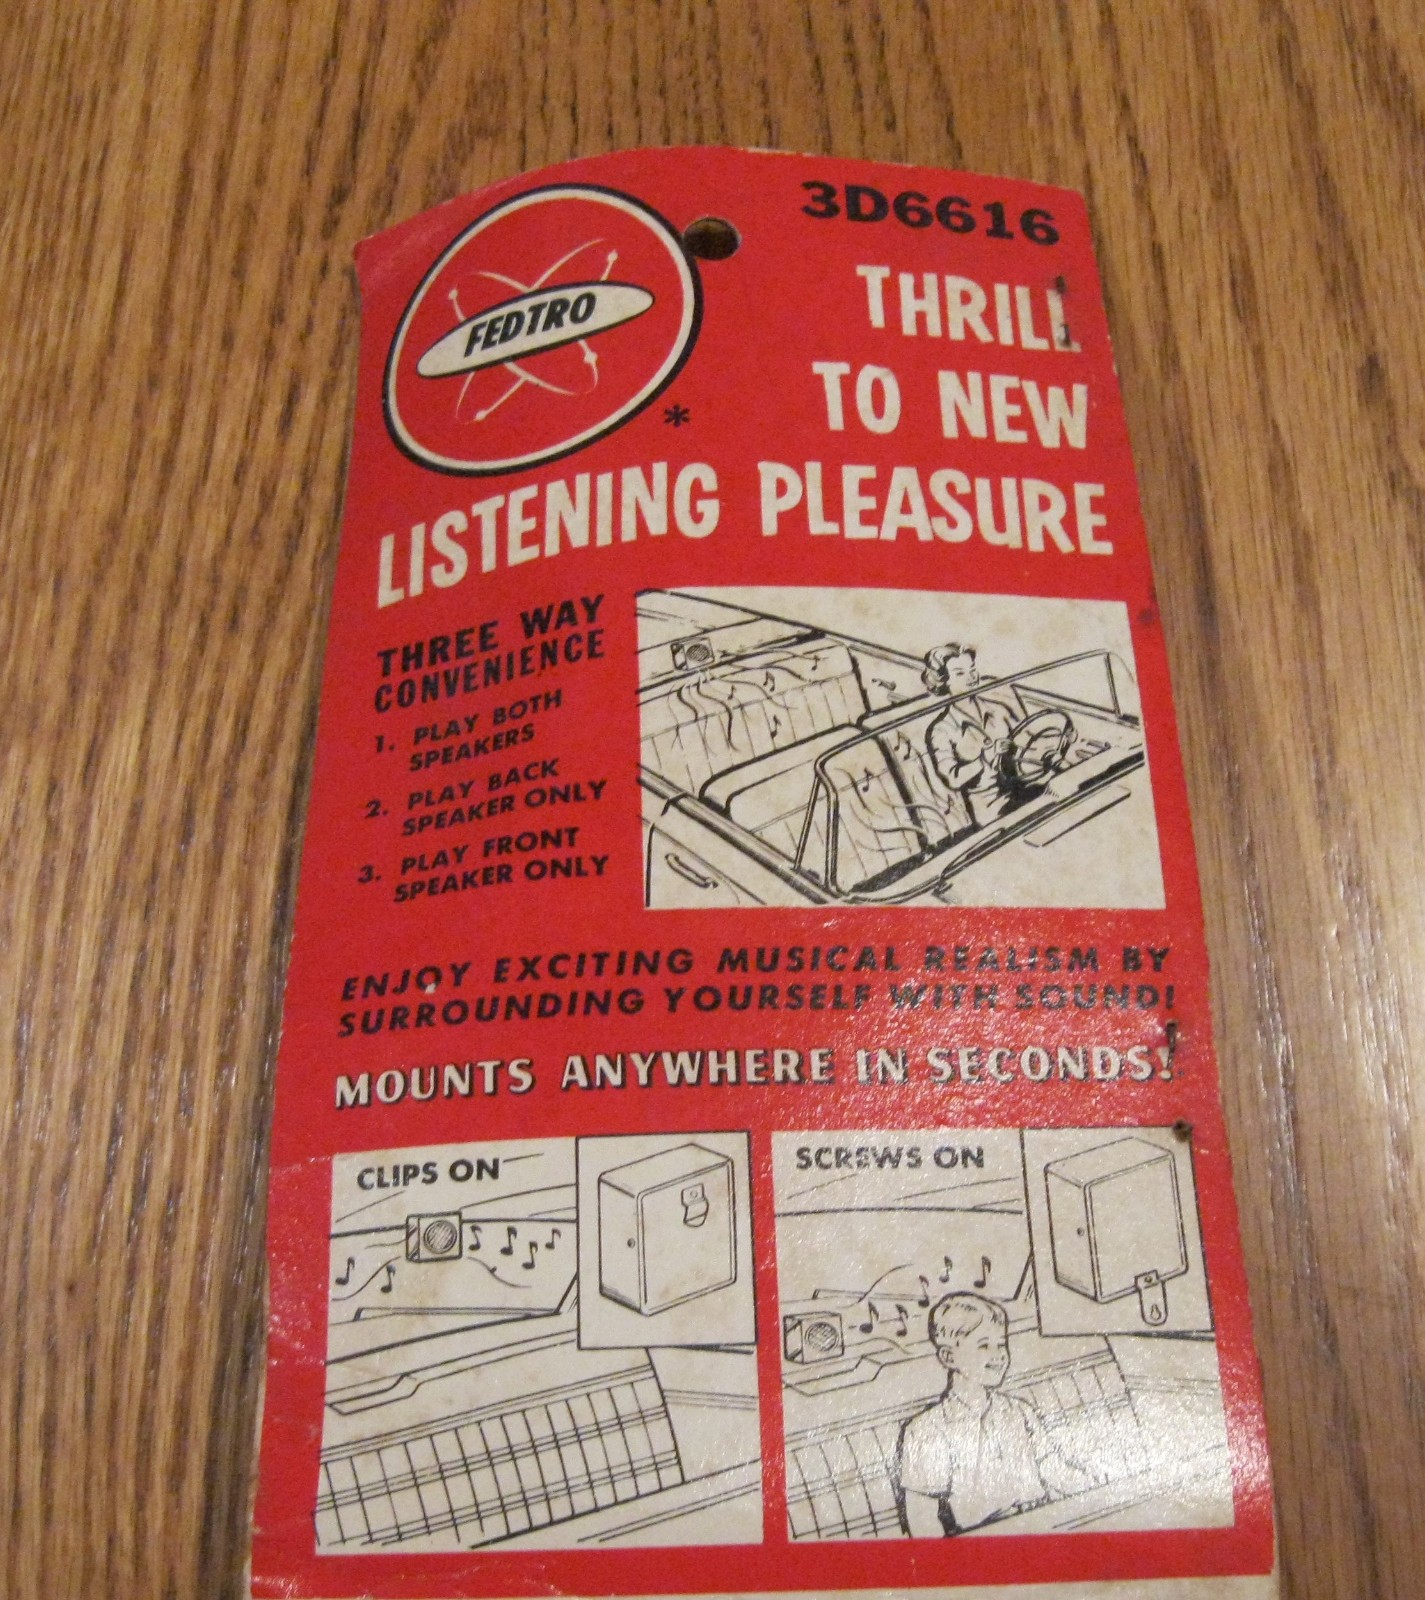 3D6616
FEDTRO
*
THRILL
TO NEW
LISTENING PLEASURE
THREE WAY
CONVENIENCE
1. PLAY BOTH
SPEAKERS
2. PLAY BACK
SPEAKER ONLY
3. PLAY FRONT
SPEAKER ONLY
ENJOY EXCITING MUSICAL REALISM BY
SURROUNDING YOURSELF WITH SOUND!
MOUNTS ANYWHERE IN SECONDS!
CLIPS ON
SCREWS ON